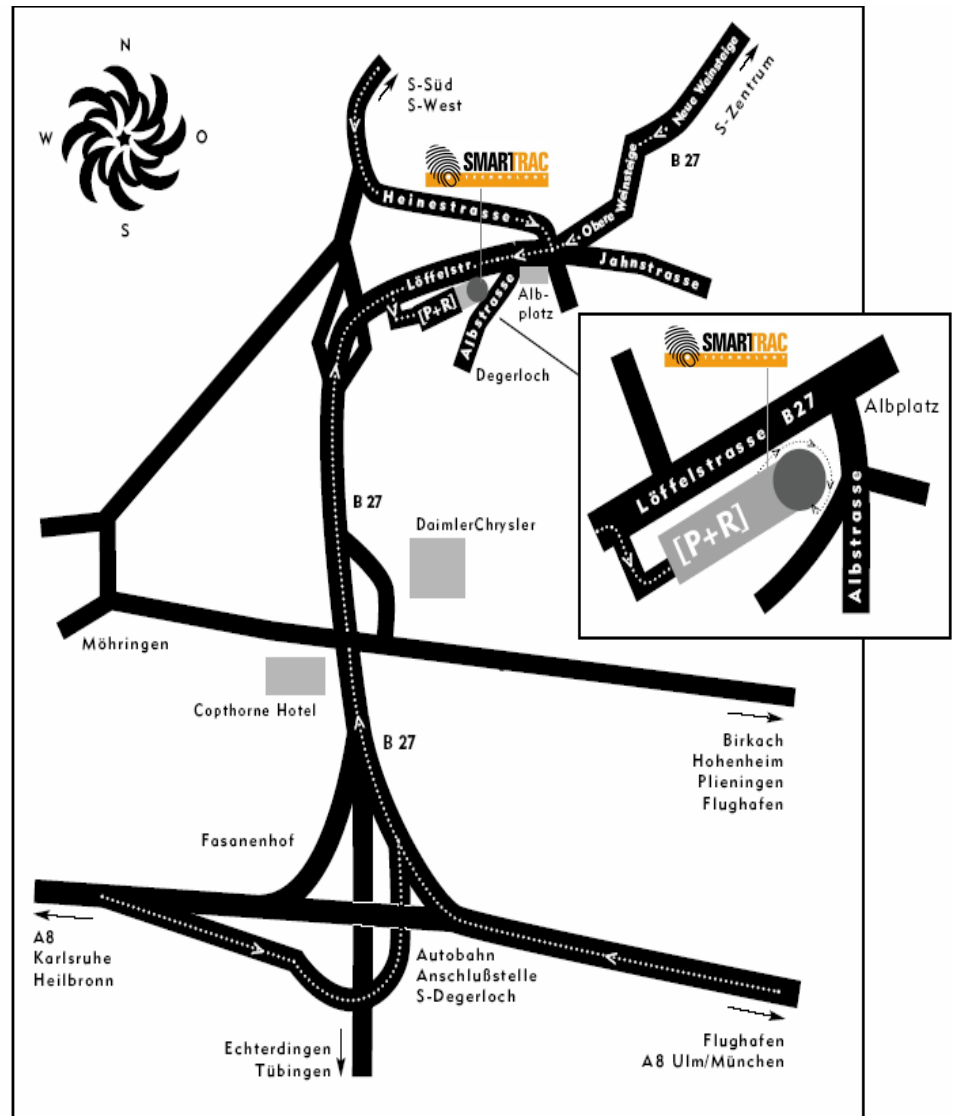 N
W
O
S
S-Süd
S-West
S-Zentrum
Neue Weinsteige
B 27
Obere Weinsteige
SMARTRAC
TECHNOLOGY
Heinestrasse
Jahnstrasse
Löffelstr.
[P+R]
Albstrasse
Alb-
platz
Degerloch
SMARTRAC
TECHNOLOGY
Albplatz
Löffelstrasse B27
[P+R]
Albstrasse
B 27
DaimlerChrysler
Möhringen
Copthorne Hotel
B 27
Birkach
Hohenheim
Plieningen
Flughafen
Fasanenhof
A8
Karlsruhe
Heilbronn
Autobahn
Anschlußstelle
S-Degerloch
Echterdingen
Tübingen
Flughafen
A8 Ulm/München